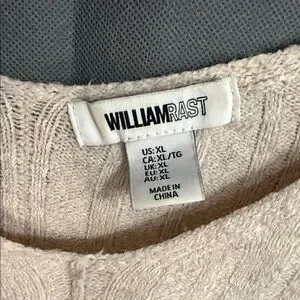 WILLIAMRAST
US: XL
CA: XL/TG
UK: XL
EU: XL
AU: XL
MADE IN
CHINA